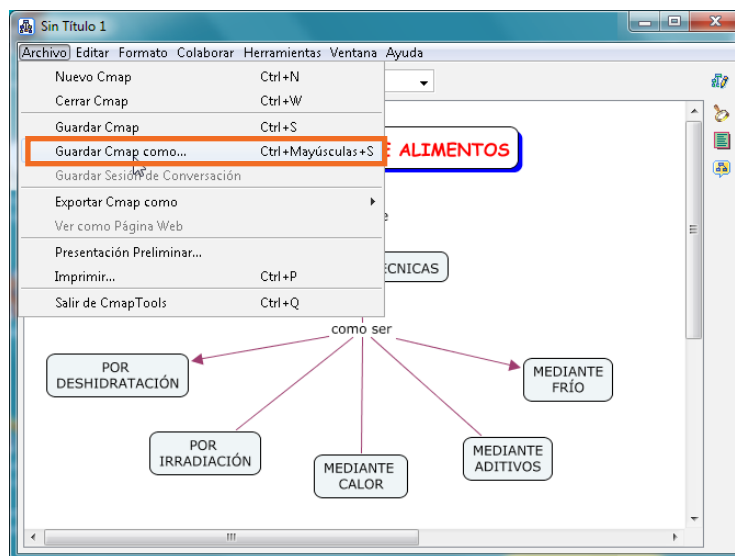 Sin Título 1
Archivo Editar Formato Colaborar Herramientas Ventana Ayuda
Nuevo Cmap Ctrl+N
Cerrar Cmap Ctrl+W
Guardar Cmap Ctrl+S
Guardar Cmap como... Ctrl+Mayúsculas+S
Guardar Sesión de Conversación
Exportar Cmap como
Ver como Página Web
Presentación Preliminar...
Imprimir... Ctrl+P
Salir de CmapTools Ctrl+Q
ALIMENTOS
como ser
POR
DESHIDRATACIÓN
MEDIANTE
FRÍO
POR
IRRADIACIÓN
MEDIANTE
CALOR
MEDIANTE
ADITIVOS